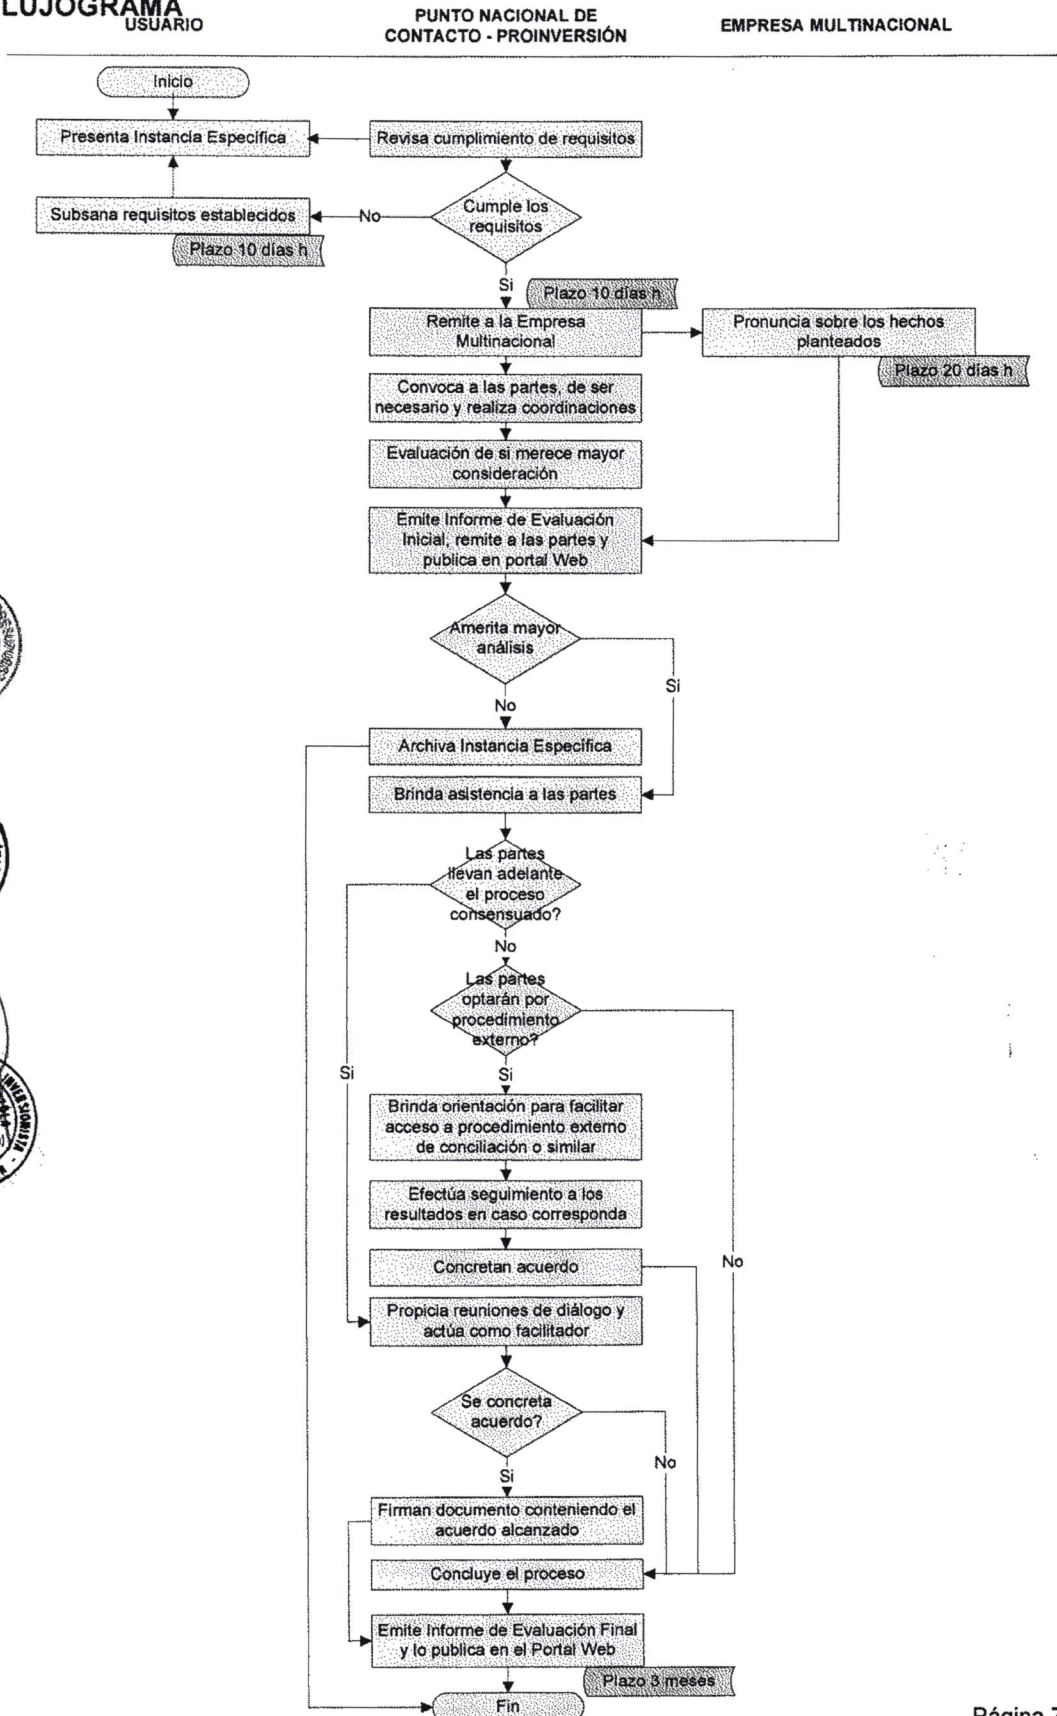 LUJOGRAMA
USUARIO
PUNTO NACIONAL DE
CONTACTO - PROINVERSIÓN
EMPRESA MULTINACIONAL
Inicio
Presenta Instancia Específica
Revisa cumplimiento de requisitos
Subsana requisitos establecidos
No
Cumple los
requisitos
Plazo 10 días h
Si
Plazo 10 días h
Remite a la Empresa
Multinacional
Pronuncia sobre los hechos
planteados
Plazo 20 días h
Convoca a las partes, de ser
necesario y realiza coordinaciones
Evaluación de si merece mayor
consideración
Emite Informe de Evaluación
Inicial, remite a las partes y
publica en portal Web
Amerita mayor
análisis
Si
No
Archiva Instancia Específica
Brinda asistencia a las partes
Las partes
llevan adelante
el proceso
consensuado?
No
Las partes
optarán por
procedimiento
externo?
Si
Si
Brinda orientación para facilitar
acceso a procedimiento externo
de conciliación o similar
Efectúa seguimiento a los
resultados en caso corresponda
No
Concretan acuerdo
Propicia reuniones de diálogo y
actúa como facilitador
Se concreta
acuerdo?
No
Si
Firman documento conteniendo el
acuerdo alcanzado
Concluye el proceso
Emite Informe de Evaluación Final
y lo publica en el Portal Web
Plazo 3 meses
Fin
Página 7
INVERSIONISTA